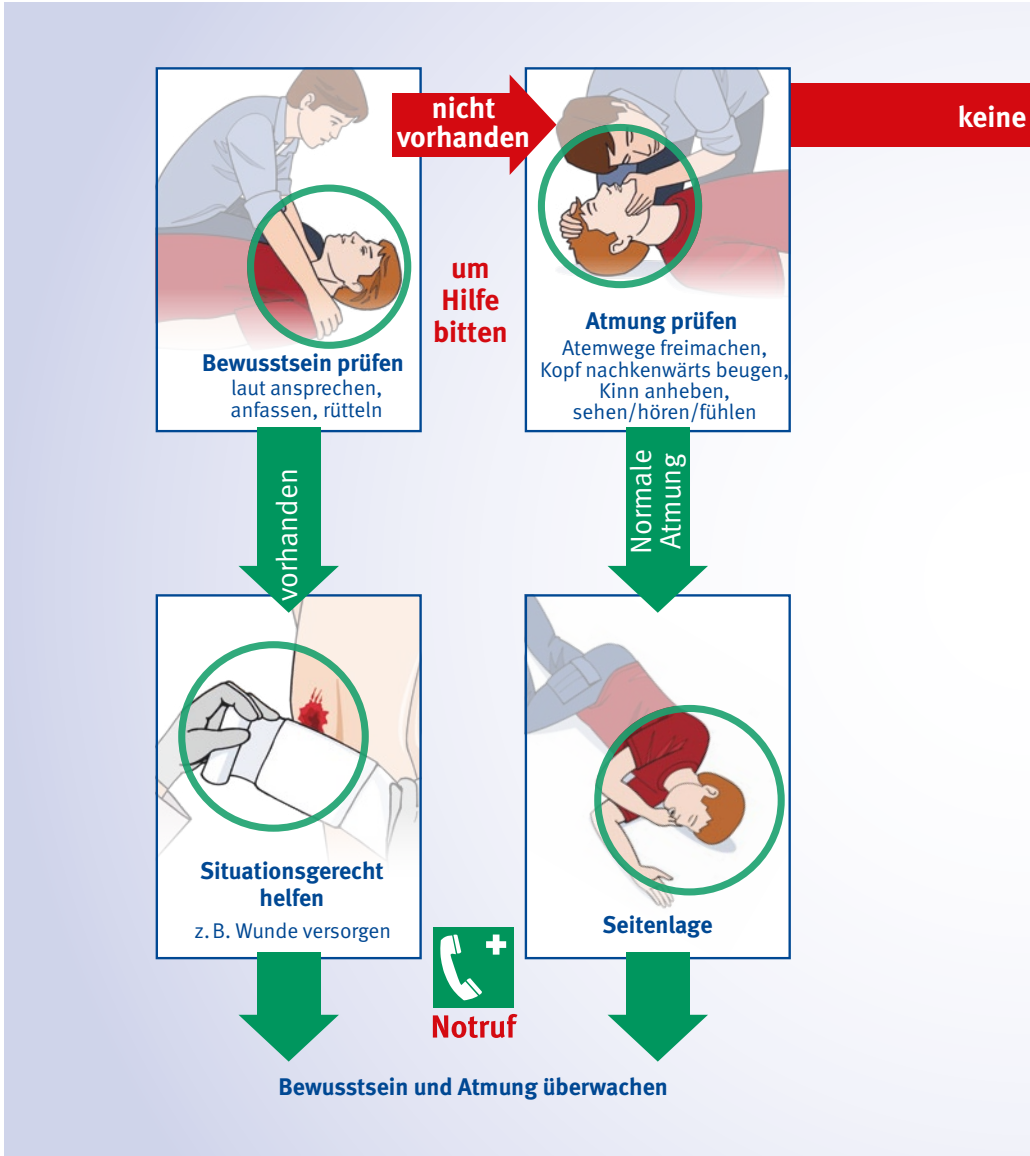 nicht
vorhanden
keine
um
Hilfe
bitten
Bewusstsein prüfen
laut ansprechen,
anfassen, rütteln
Atmung prüfen
Atemwege freimachen,
Kopf nachkenwärts beugen,
Kinn anheben,
sehen/hören/fühlen
vorhanden
Normale
Atmung
Situationsgerecht
helfen
z. B. Wunde versorgen
Seitenlage
Notruf
Bewusstsein und Atmung überwachen